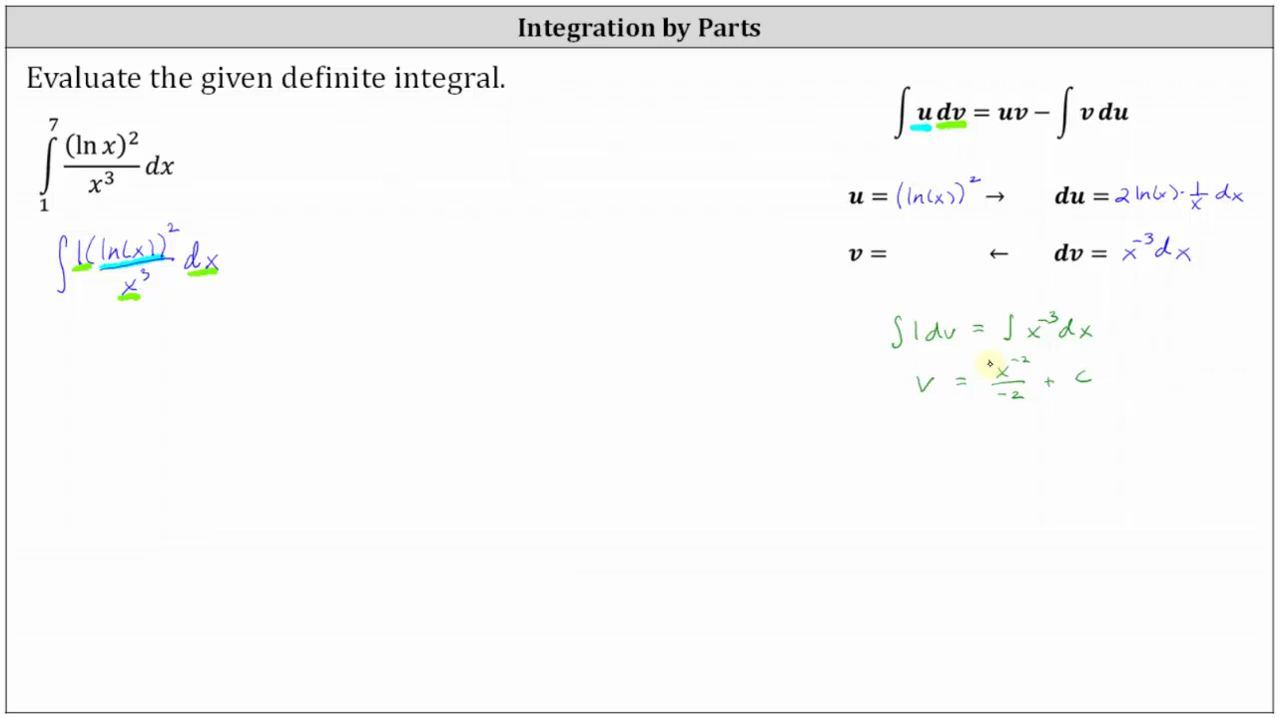 Integration by Parts
Evaluate the given definite integral.
∫₁⁷ (ln x)²/x³ dx
∫ 1(ln(x))²/x³ dx
∫ u dv = uv − ∫ v du
u = (ln(x))² → du = 2 ln(x) · 1/x dx
v = ← dv = x⁻³ dx
∫ 1 dv = ∫ x⁻³ dx
v = x⁻²/-2 + c